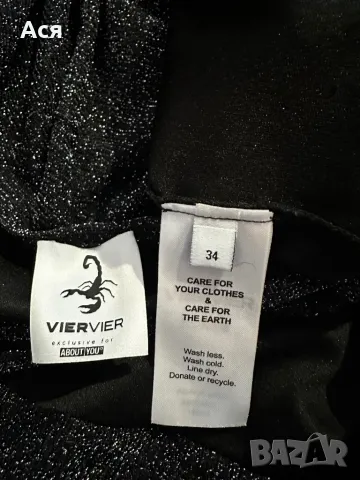 Ася
VIERVIER
exclusive for
ABOUT YOU
34
CARE FOR
YOUR CLOTHES
&
CARE FOR
THE EARTH
Wash less.
Wash cold.
Line dry.
Donate or recycle.
BAZAR